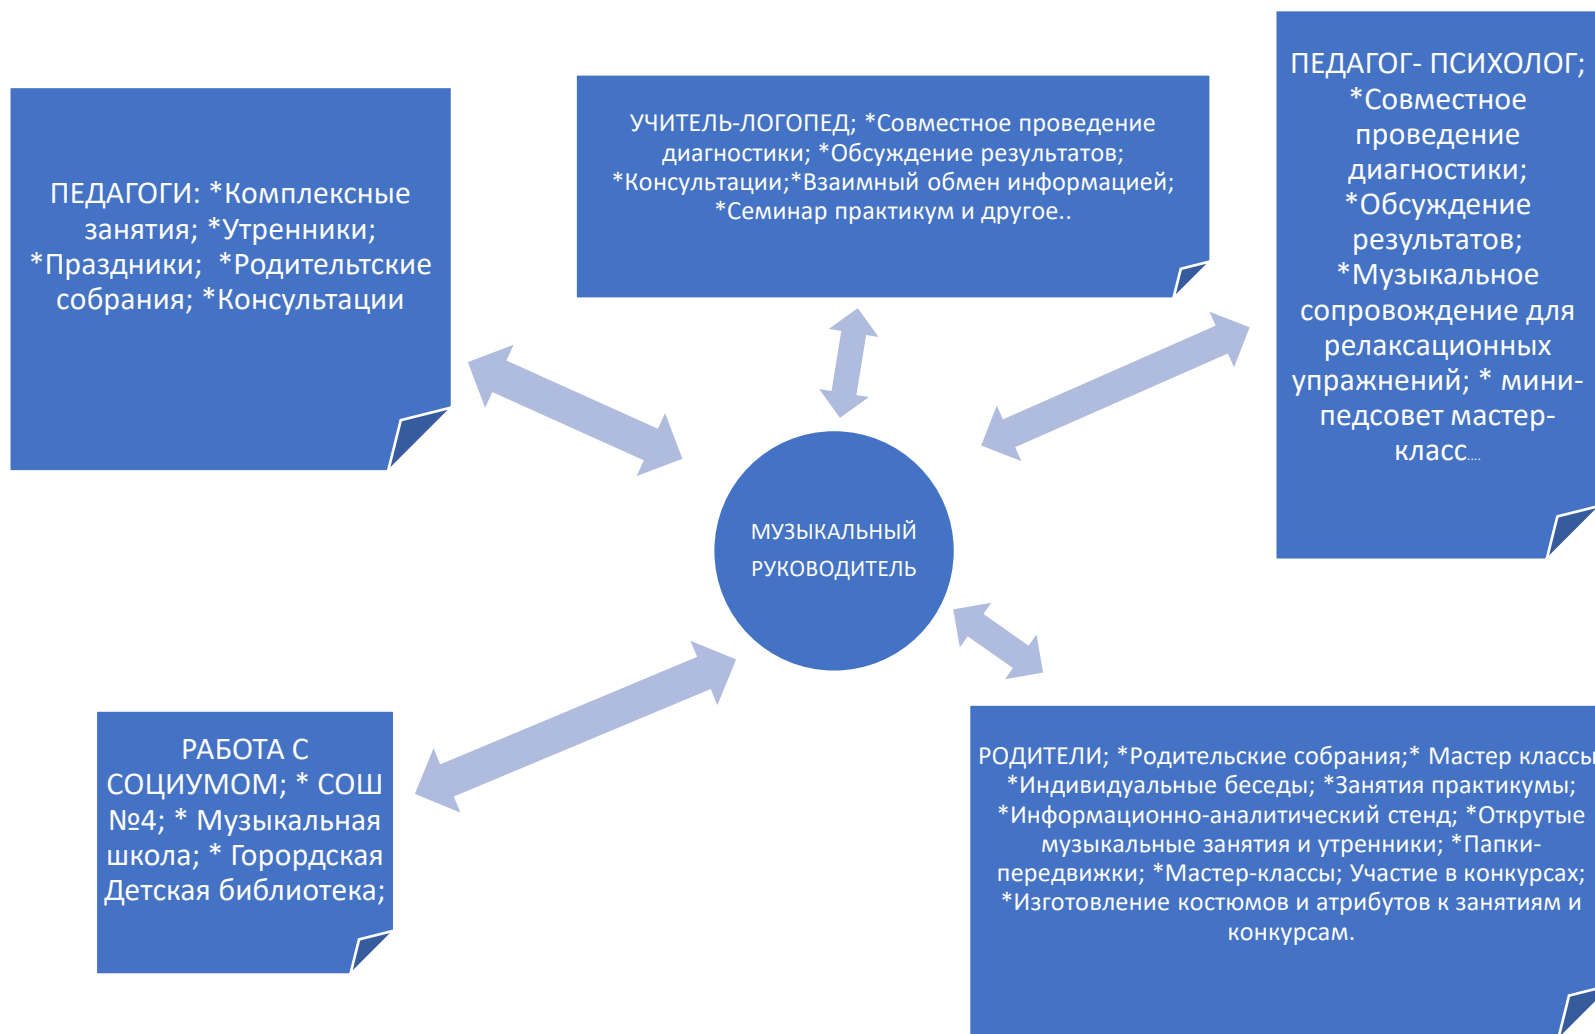 ПЕДАГОГИ: *Комплексные
занятия; *Утренники;
*Праздники; *Родительтские
собрания; *Консультации
УЧИТЕЛЬ-ЛОГОПЕД; *Совместное проведение
диагностики; *Обсуждение результатов;
*Консультации;*Взаимный обмен информацией;
*Семинар практикум и другое..
ПЕДАГОГ- ПСИХОЛОГ;
*Совместное
проведение
диагностики;
*Обсуждение
результатов;
*Музыкальное
сопровождение для
релаксационных
упражнений; * мини-
педсовет мастер-
класс....
МУЗЫКАЛЬНЫЙ
РУКОВОДИТЕЛЬ
РАБОТА С
СОЦИУМОМ; * СОШ
№4; * Музыкальная
школа; * Горордская
Детская библиотека;
РОДИТЕЛИ; *Родительские собрания;* Мастер классы
*Индивидуальные беседы; *Занятия практикумы;
*Информационно-аналитический стенд; *Открутые
музыкальные занятия и утренники; *Папки-
передвижки; *Мастер-классы; Участие в конкурсах;
*Изготовление костюмов и атрибутов к занятиям и
конкурсам.